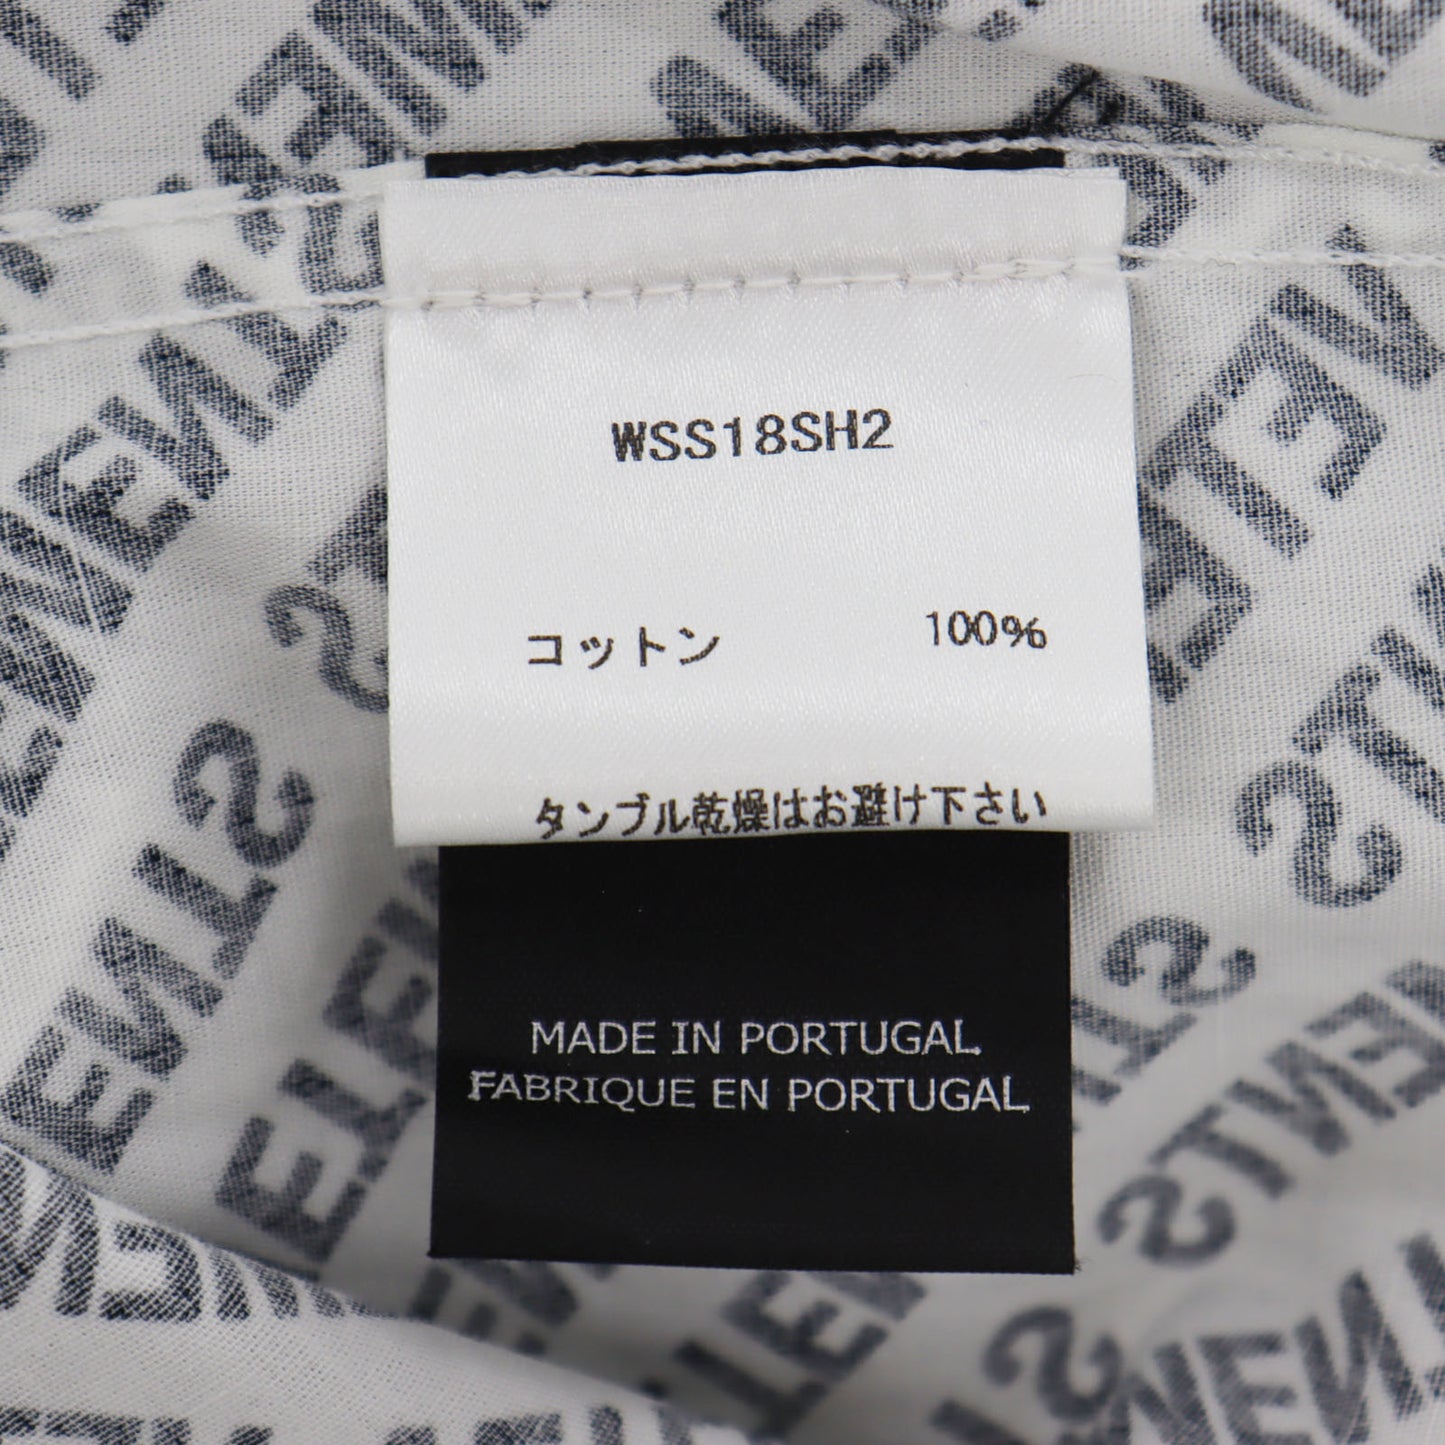 WSS18SH2
コットン 100%
タンブル乾燥はお避け下さい
MADE IN PORTUGAL
FABRIQUE EN PORTUGAL